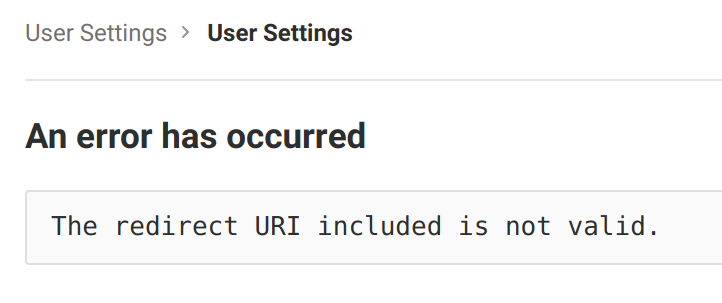 User Settings > User Settings
An error has occurred
The redirect URI included is not valid.